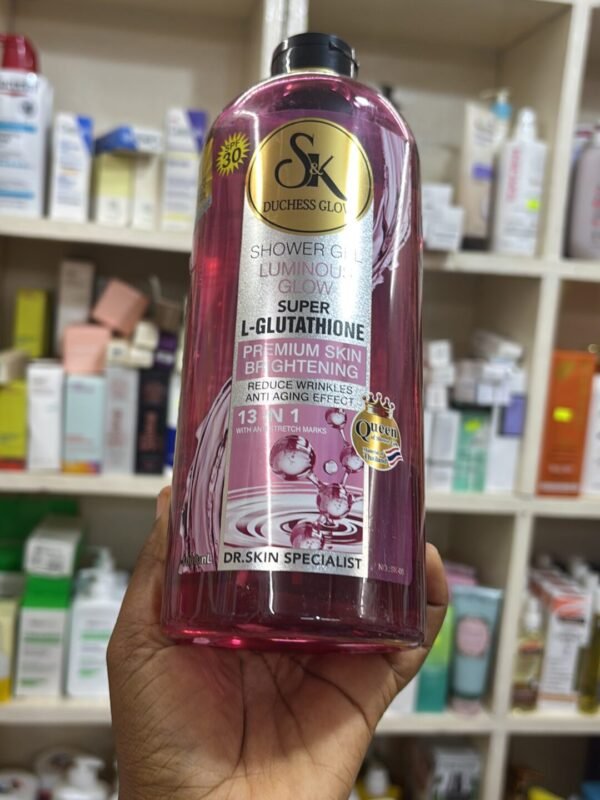 SPF
30
S&K
DUCHESS GLOW
SHOWER GEL
LUMINOUS
GLOW
SUPER
L-GLUTATHIONE
PREMIUM SKIN
BRIGHTENING
REDUCE WRINKLES
ANTI AGING EFFECT
13 IN 1
WITH ANTI STRETCH MARKS
Queen
DR.SKIN SPECIALIST